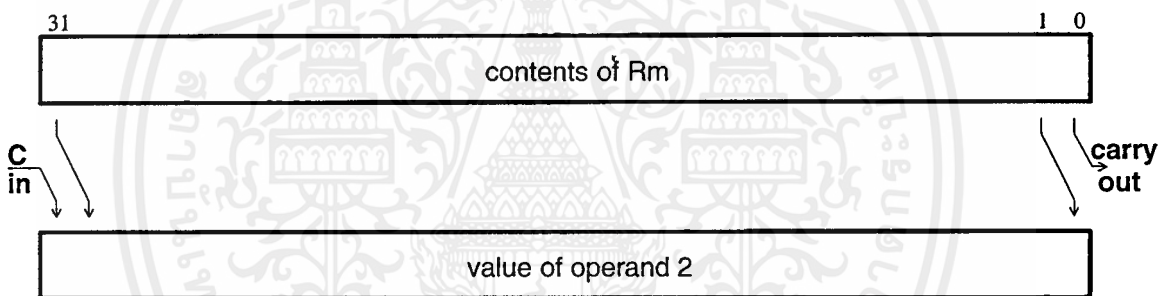 31 1 0
contents of Rm
C
in
carry
out
value of operand 2